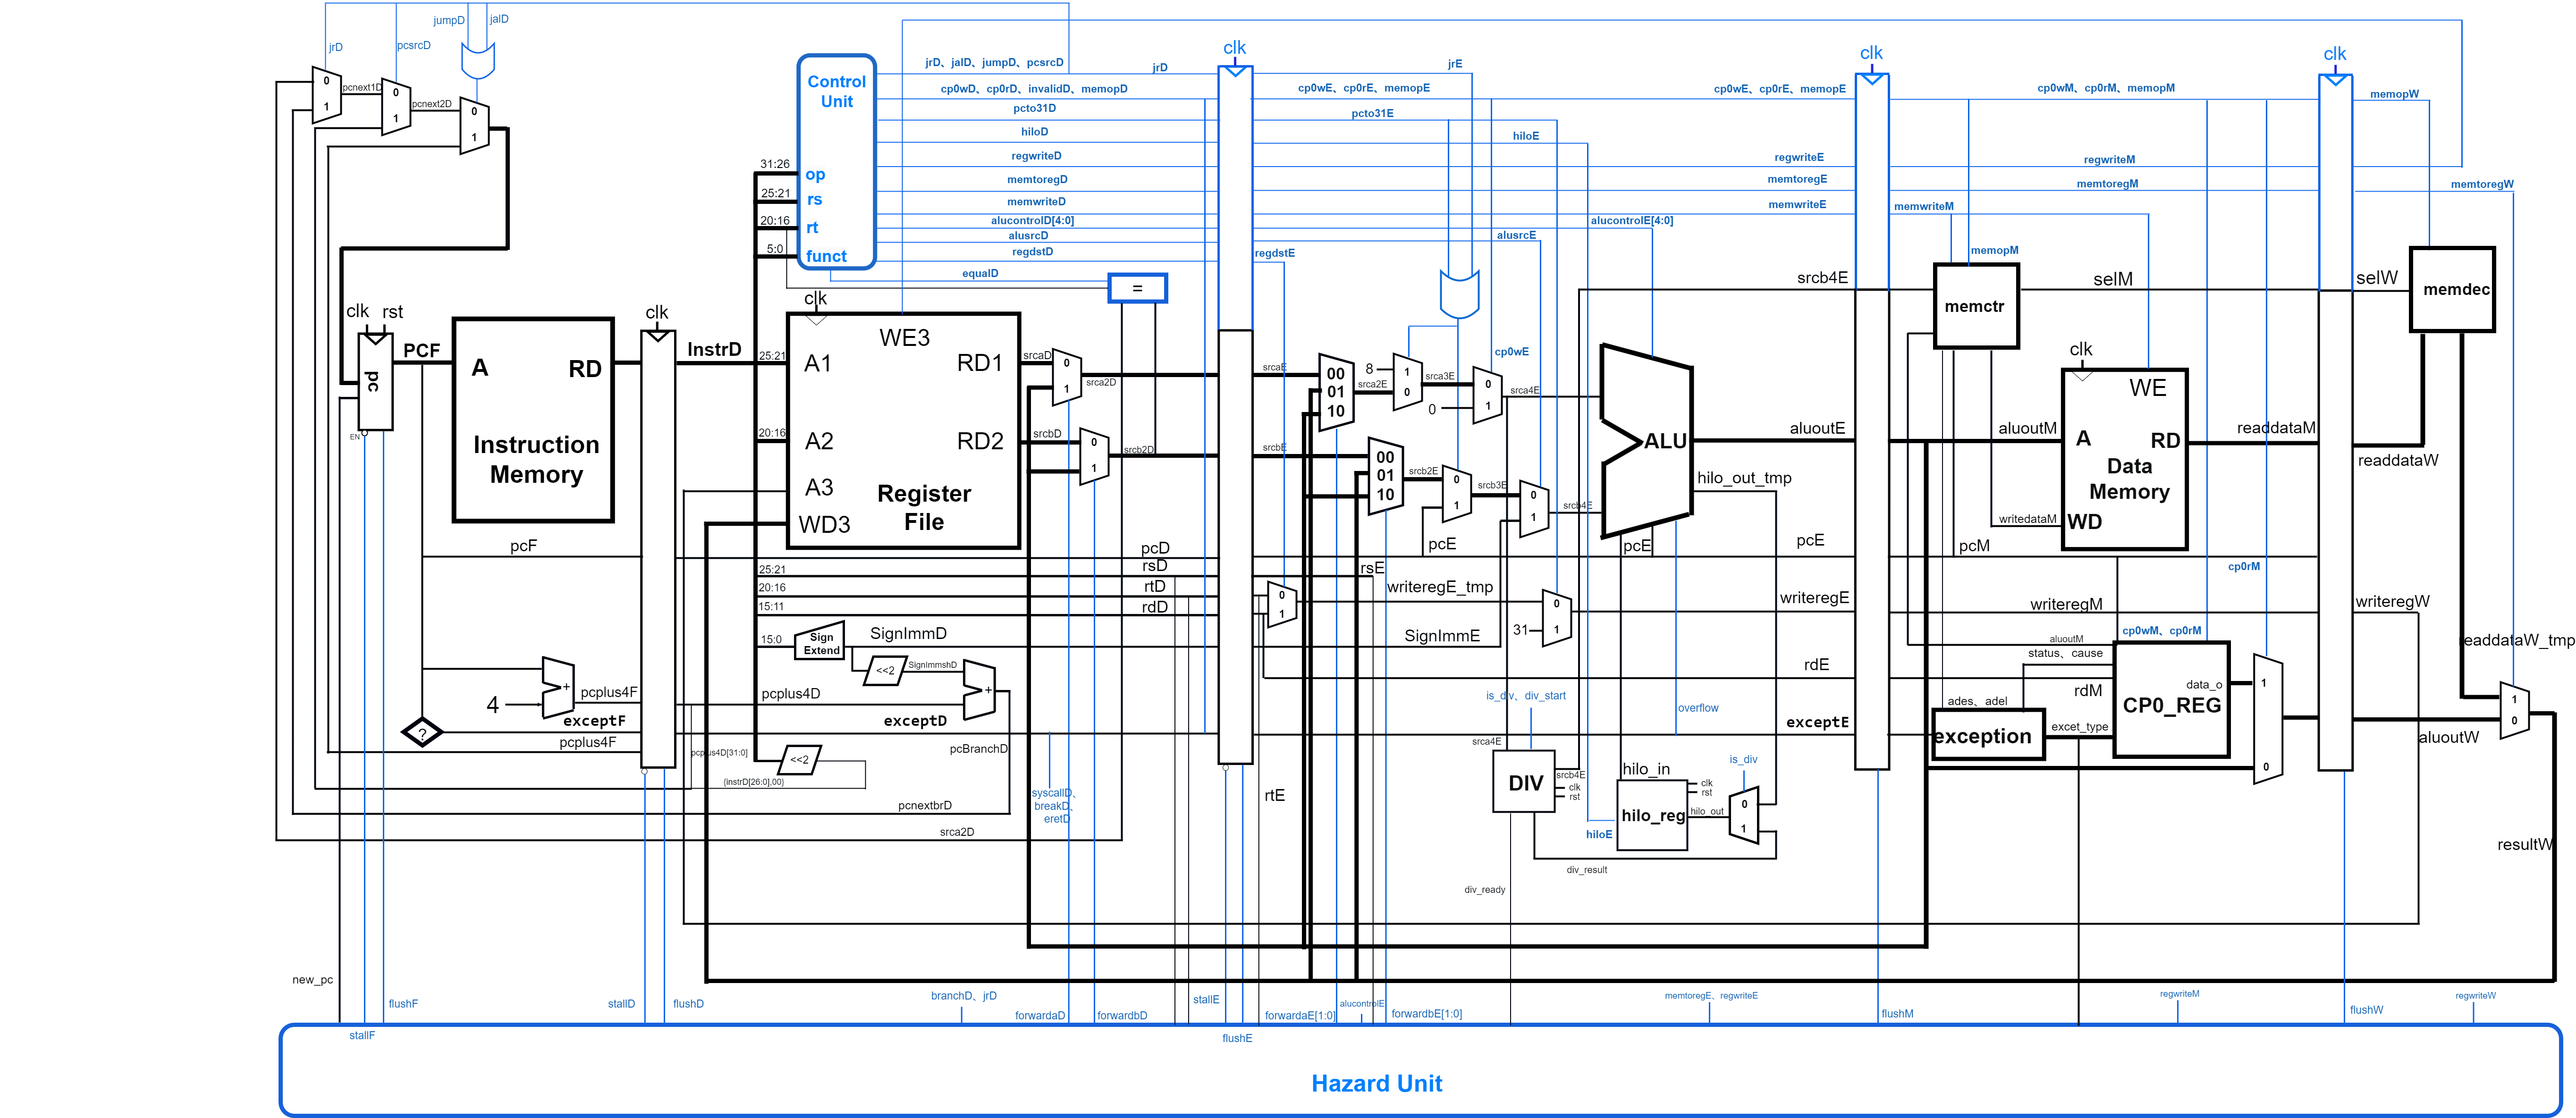 jumpD
jalD
jrD
pcsrcD
0
1
pcnext1D
0
1
pcnext2D
0
1
Control
Unit
31:26
op
25:21
rs
20:16
rt
5:0
funct
jrD、jalD、jumpD、pcsrcD
jrD
cp0wD、cp0rD、invalidD、memopD
pcto31D
hiloD
regwriteD
memtoregD
memwriteD
alucontrolD[4:0]
alusrcD
regdstD
equalD
=
clk
jrE
cp0wE、cp0rE、memopE
pcto31E
hiloE
cp0wE、cp0rE、memopE
regwriteE
memtoregE
memwriteE
alucontrolE[4:0]
alusrcE
regdstE
clk
cp0wM、cp0rM、memopM
regwriteM
memtoregM
memwriteM
memopM
clk
memopW
memtoregW
srcb4E
memctr
selM
selW
memdec
clk
rst
PCF
pc
EN
A
RD
Instruction
Memory
clk
InstrD
clk
WE3
25:21
A1
RD1
20:16
A2
RD2
A3
WD3
Register
File
srcaD
0
1
srca2D
srcbD
0
1
srcb2D
srcaE
00
01
10
srca2E
8
1
0
srca3E
cp0wE
0
0
1
srca4E
srcbE
00
01
10
srcb2E
0
1
srcb3E
0
1
srcb4E
ALU
aluoutE
hilo_out_tmp
aluoutM
clk
WE
A
RD
Data
Memory
WD
writedataM
readdataM
readdataW
pcF
pcD
pcE
pcE
pcE
pcM
25:21
rsD
rsE
20:16
rtD
15:11
rdD
0
1
writeregE_tmp
0
31
1
writeregE
writeregM
writeregW
cp0rM
15:0
Sign
Extend
SignImmD
SignImmE
<<2
SignImmshD
+
rdE
rdM
cp0wM、cp0rM
aluoutM
status、cause
data_o
CP0_REG
1
0
readdataW_tmp
1
0
4
+
pcplus4F
pcplus4D
exceptF
exceptD
exceptE
?
pcplus4F
pcBranchD
pcplus4D[31:0]
<<2
{instrD[26:0],00}
pcnextbrD
srca2D
syscallD、
breakD、
eretD
rtE
is_div、div_start
overflow
srca4E
DIV
srcb4E
clk
rst
hilo_in
hilo_reg
clk
rst
hilo_out
hiloE
is_div
0
1
div_result
div_ready
ades、adel
exception
excet_type
aluoutW
resultW
new_pc
stallF
flushF
stallD
flushD
branchD、jrD
forwardaD
forwardbD
stallE
flushE
forwardaE[1:0]
alucontrolE
forwardbE[1:0]
memtoregE、regwriteE
flushM
regwriteM
flushW
regwriteW
Hazard Unit